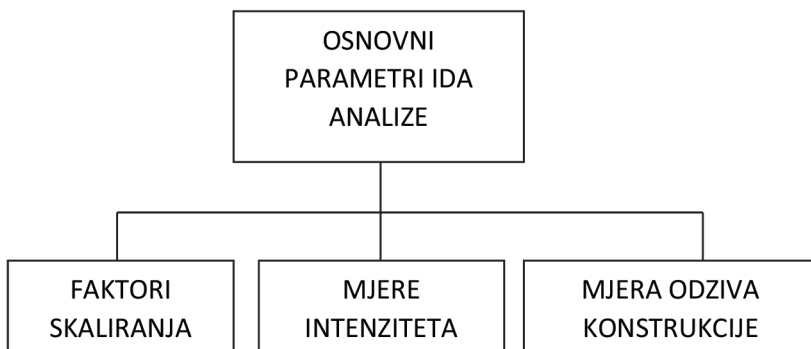 OSNOVNI
PARAMETRI IDA
ANALIZE
FAKTORI
SKALIRANJA
MJERE
INTENZITETA
MJERA ODZIVA
KONSTRUKCIJE